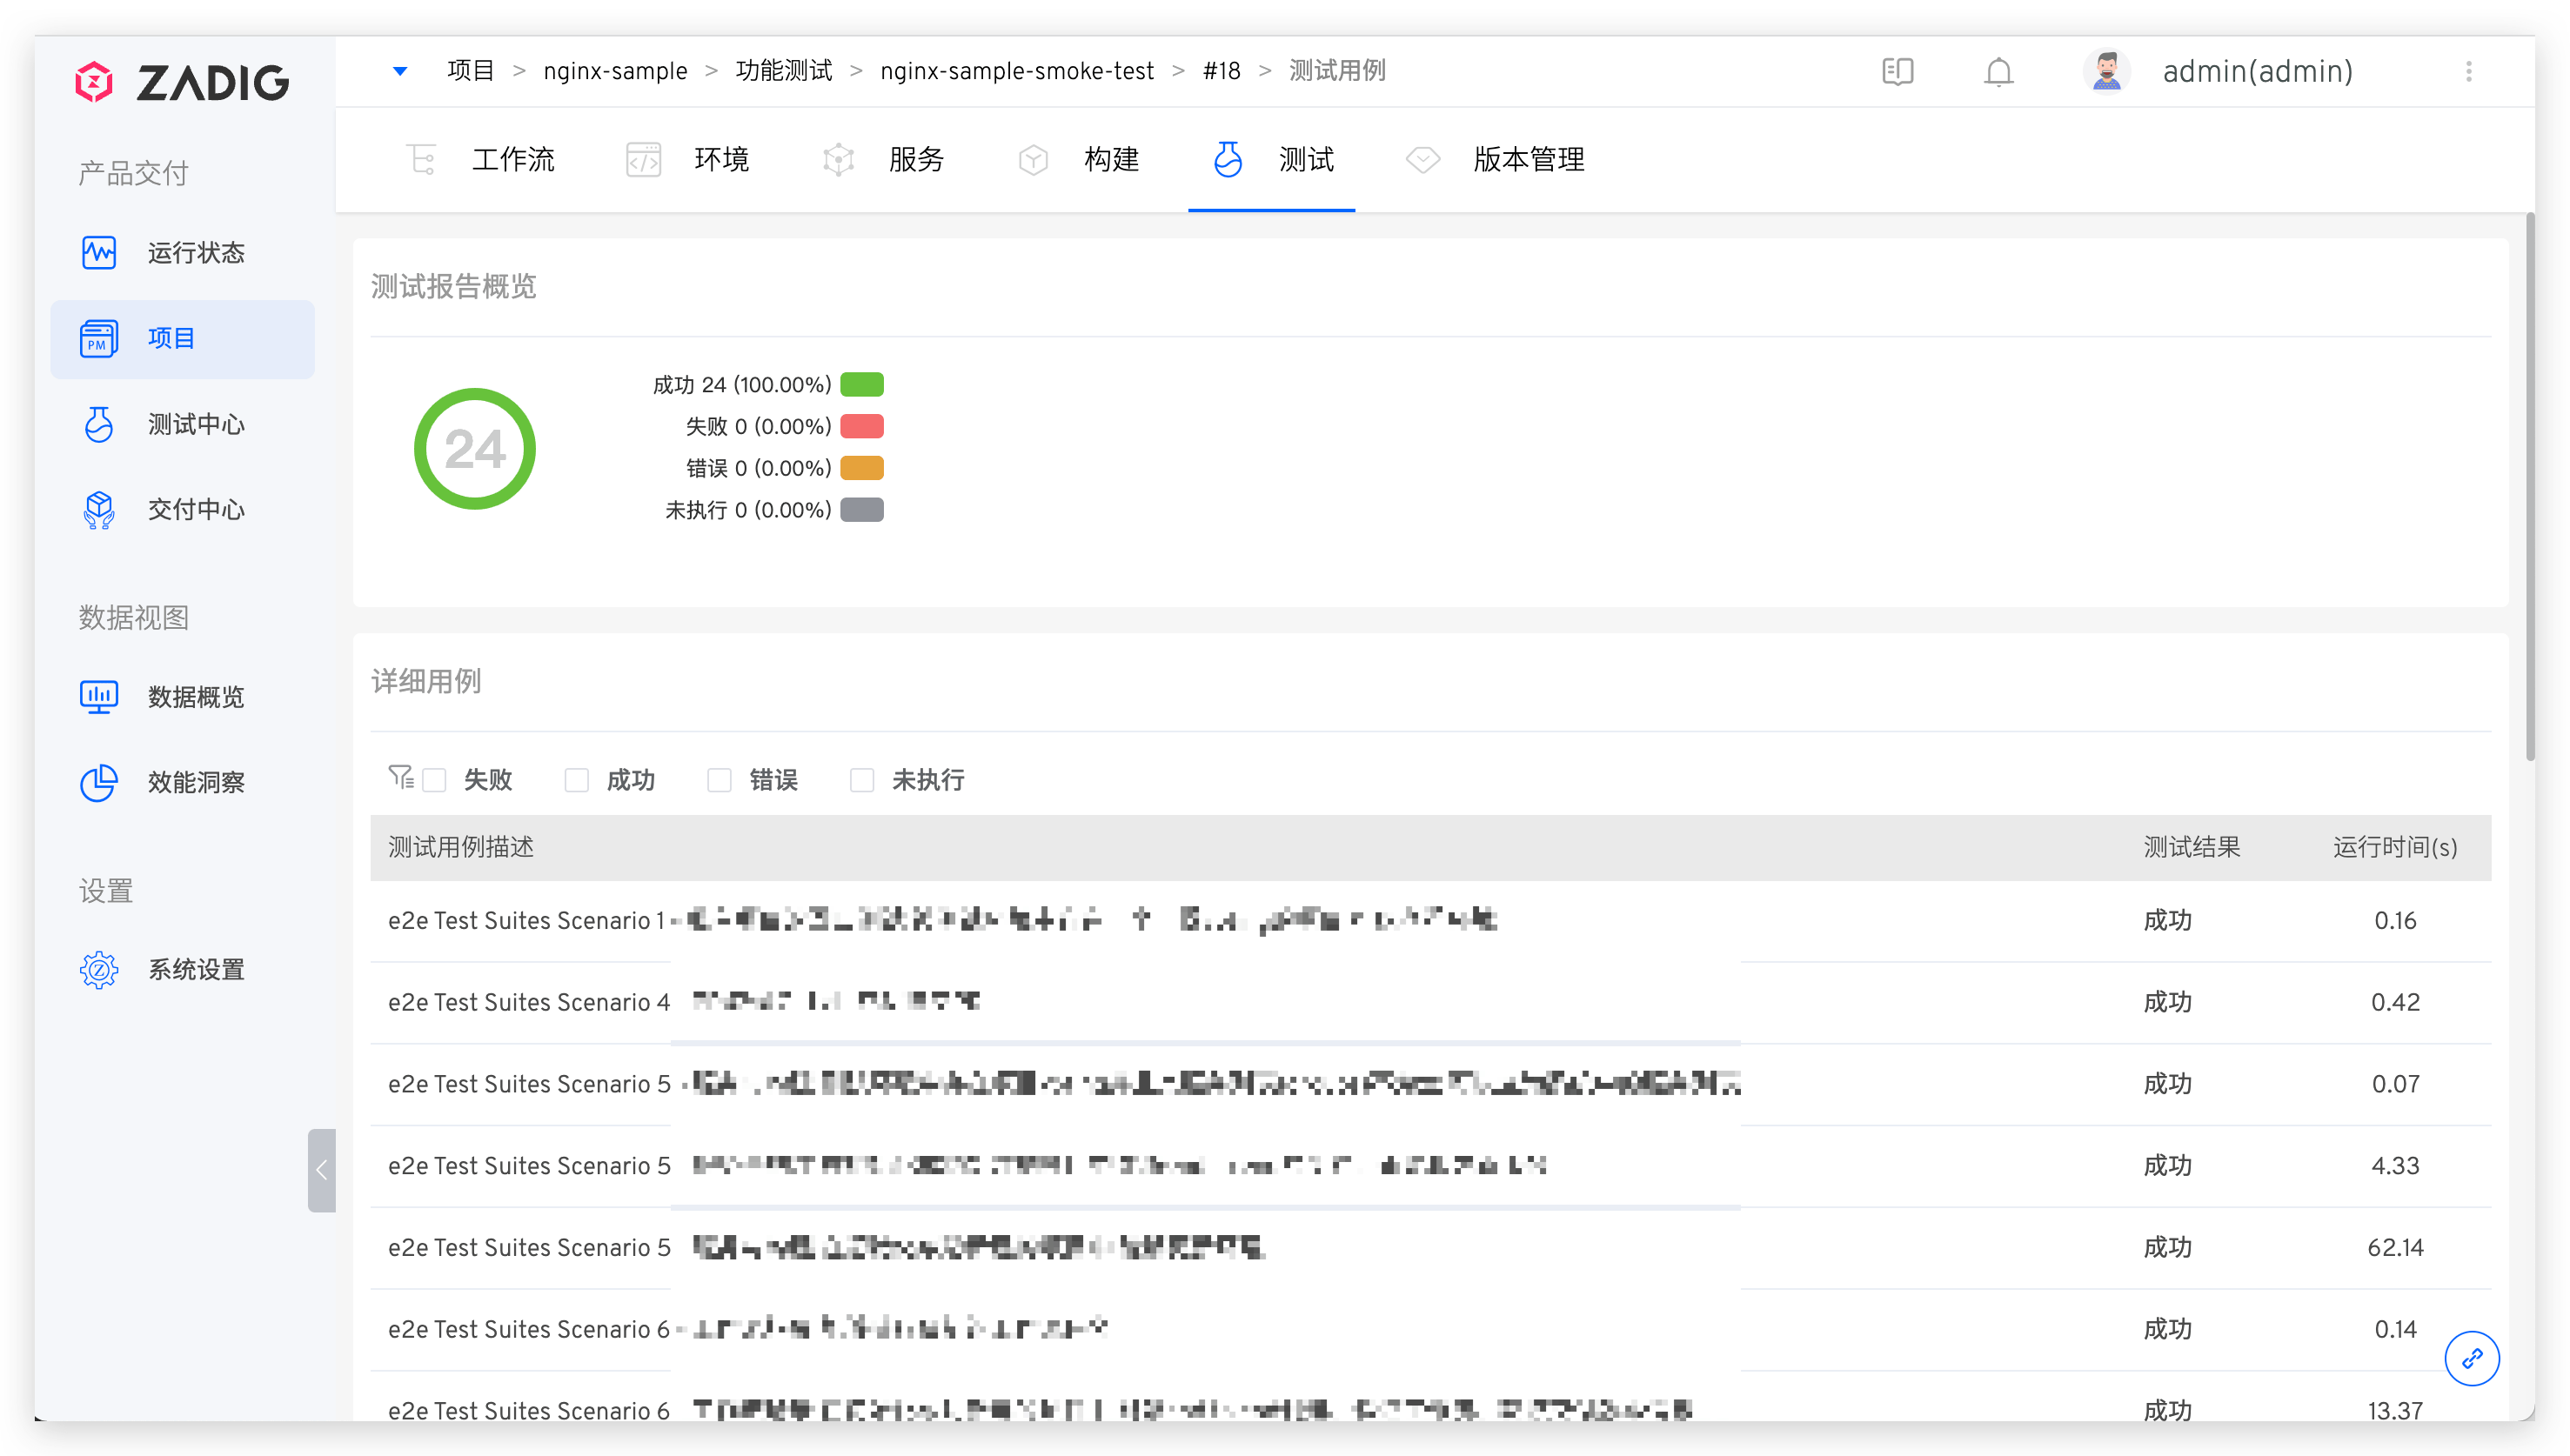 ZADIG
项目 > nginx-sample > 功能测试 > nginx-sample-smoke-test > #18 > 测试用例
admin(admin)
产品交付
运行状态
PM
项目
测试中心
交付中心
数据视图
数据概览
效能洞察
设置
系统设置
工作流
环境
服务
构建
测试
版本管理
测试报告概览
24
成功 24 (100.00%)
失败 0 (0.00%)
错误 0 (0.00%)
未执行 0 (0.00%)
详细用例
失败 成功 错误 未执行
测试用例描述 测试结果 运行时间(s)
e2e Test Suites Scenario 1 成功 0.16
e2e Test Suites Scenario 4 成功 0.42
e2e Test Suites Scenario 5 成功 0.07
e2e Test Suites Scenario 5 成功 4.33
e2e Test Suites Scenario 5 成功 62.14
e2e Test Suites Scenario 6 成功 0.14
e2e Test Suites Scenario 6 成功 13.37